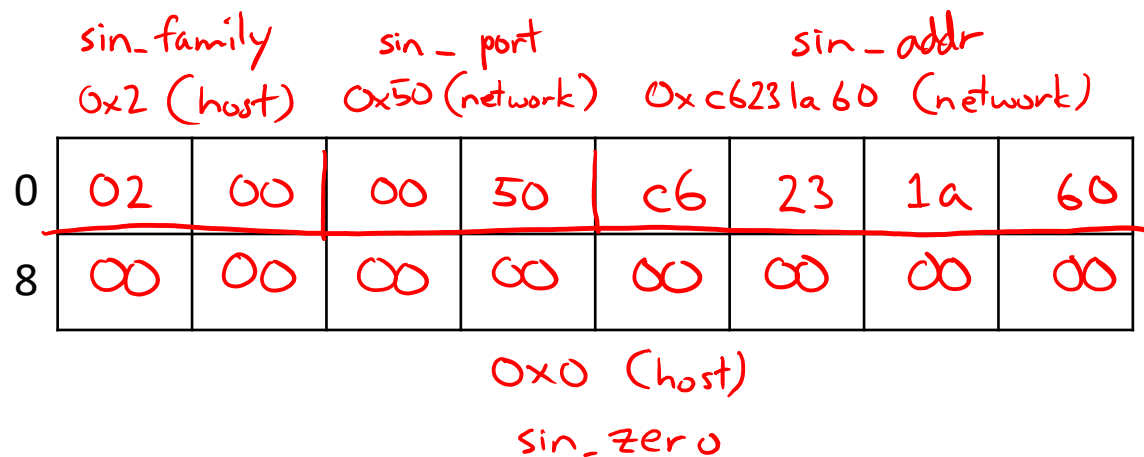 sin_family sin_port sin_addr
0x2 (host) 0x50 (network) 0xc6231a60 (network)
0 02 00 00 50 c6 23 1a 60
8 00 00 00 00 00 00 00 00
0x0 (host)
sin_zero